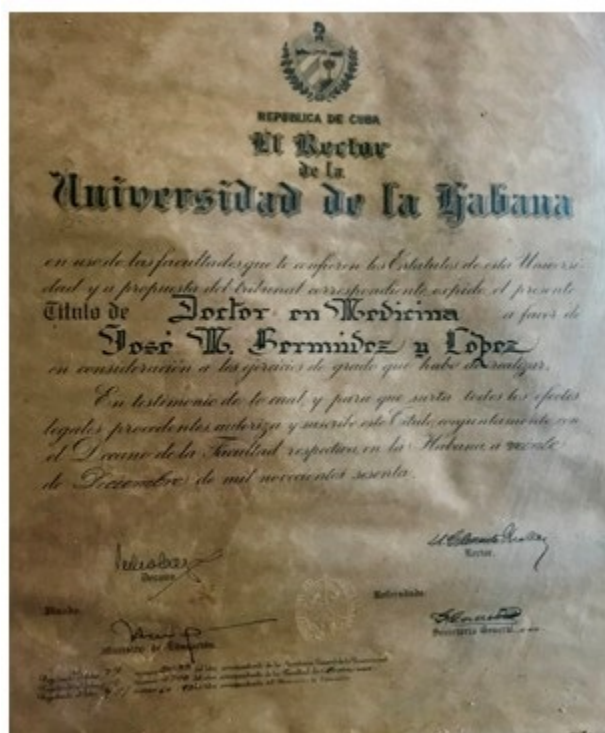 REPUBLICA DE CUBA
El Rector
de la
Universidad de la Habana
en uso de las facultades que le confieren los Estatutos de esta Universi-
dad y a propuesta del tribunal correspondiente, expide el presente
Título de Doctor en Medicina a favor de
José M. Bermúdez y López
en consideración a los ejercicios de grado que hubo de realizar.
En testimonio de lo cual, y para que surta todos los efectos
legales procedentes autoriza y suscribe este Título, conjuntamente con
el Decano de la Facultad respectiva, en la Habana, a veinte
de Diciembre de mil novecientos sesenta.
Decano
Rector.
Refrendado:
Ministro de Educación.
Secretario General